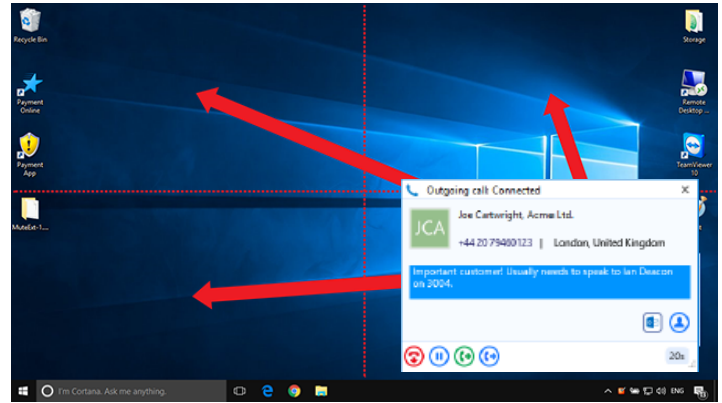 Recycle Bin
Storage
Payment
Online
Remote
Desktop ...
Payment
App
TeamViewer
10
MuteExt-1....
Outgoing call: Connected
JCA
Joe Cartwright, Acme Ltd.
+44 20 79460123 | London, United Kingdom
Important customer! Usually needs to speak to Ian Deacon
on 3004.
20s
I'm Cortana. Ask me anything.
ENG